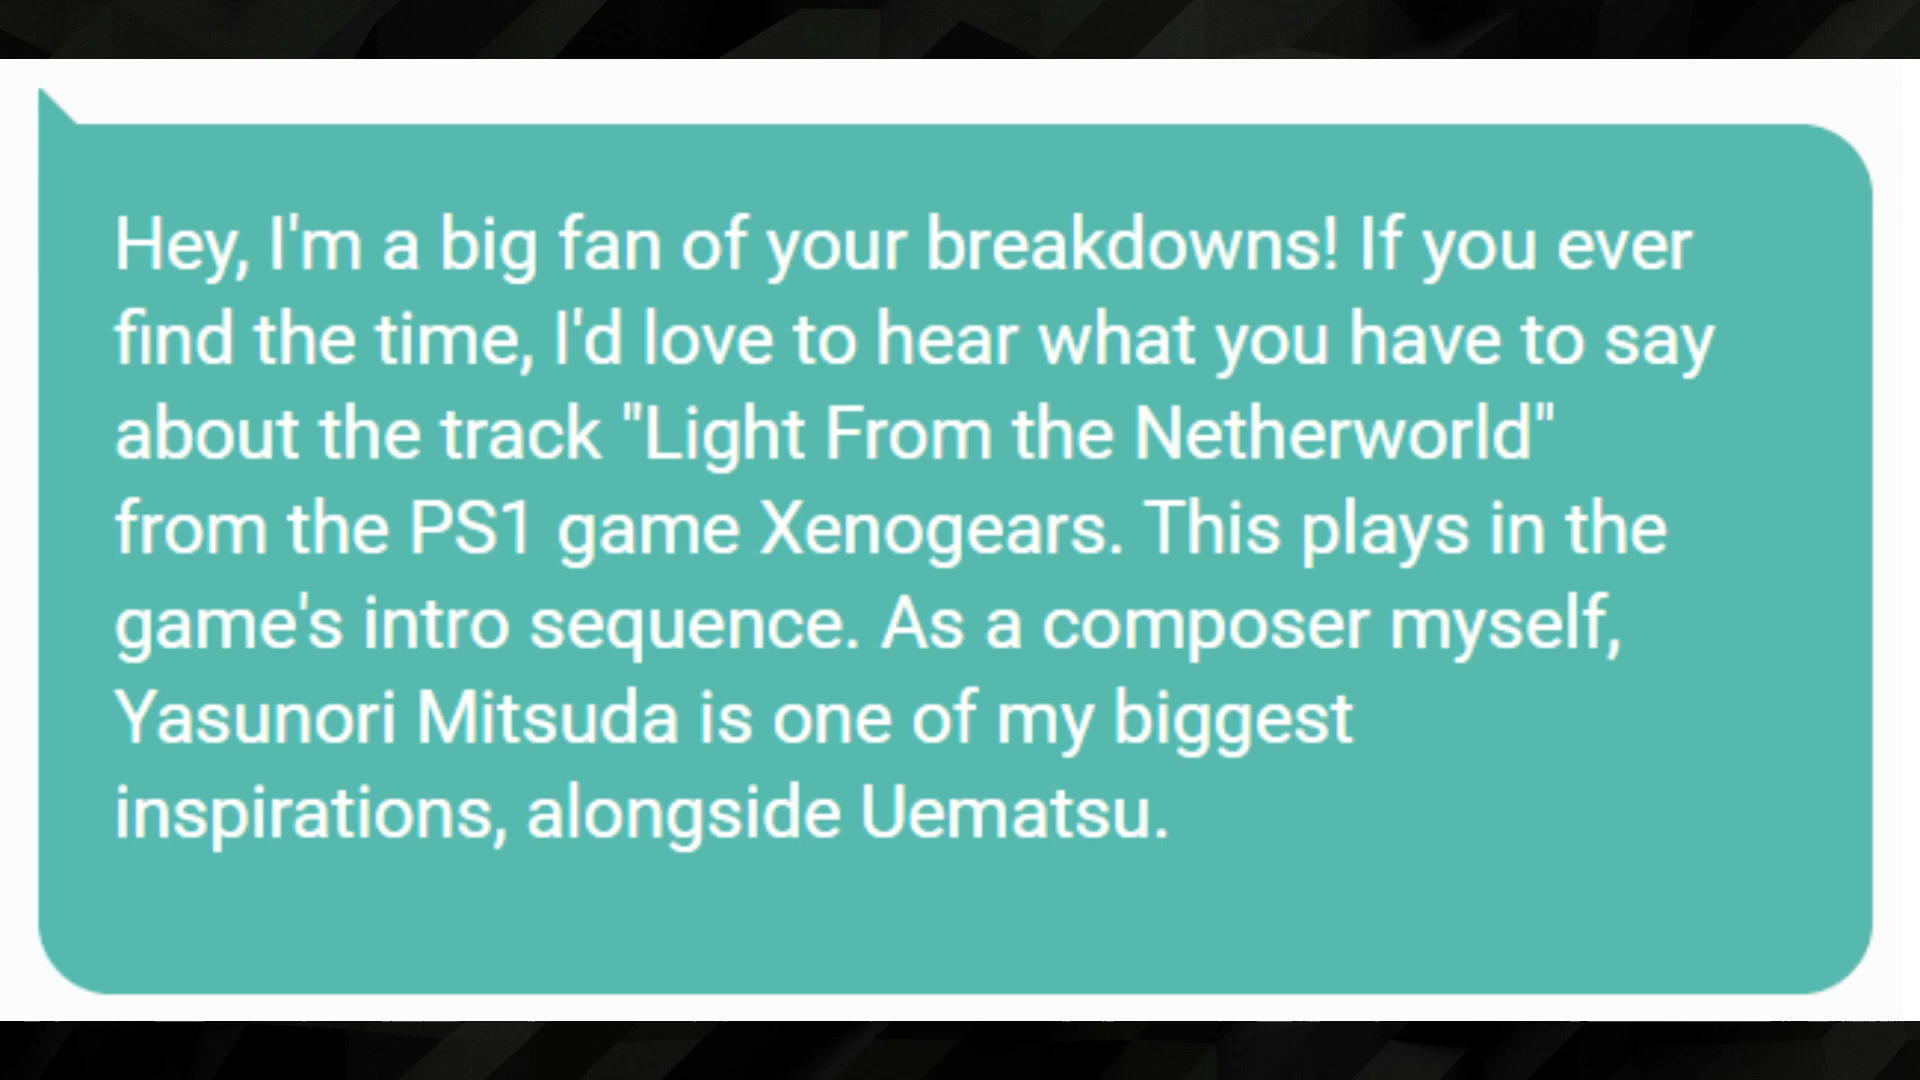 Hey, I'm a big fan of your breakdowns! If you ever
find the time, I'd love to hear what you have to say
about the track "Light From the Netherworld"
from the PS1 game Xenogears. This plays in the
game's intro sequence. As a composer myself,
Yasunori Mitsuda is one of my biggest
inspirations, alongside Uematsu.